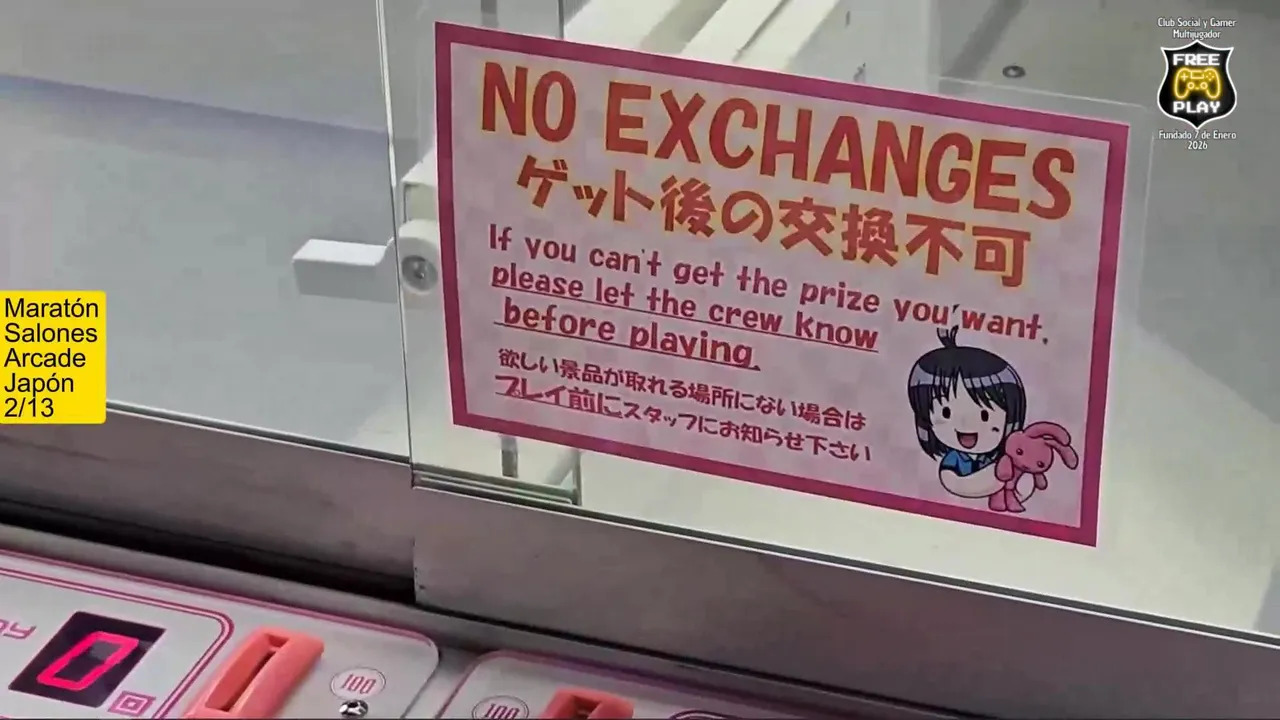 Club Social y Gamer
Multijugador
FREE
PLAY
Fundado 7 de Enero
2026
NO EXCHANGES
ゲット後の交換不可
If you can't get the prize you want,
please let the crew know
before playing.
欲しい景品が取れる場所にない場合は
プレイ前にスタッフにお知らせ下さい
Maratón
Salones
Arcade
Japón
2/13
0
100
100